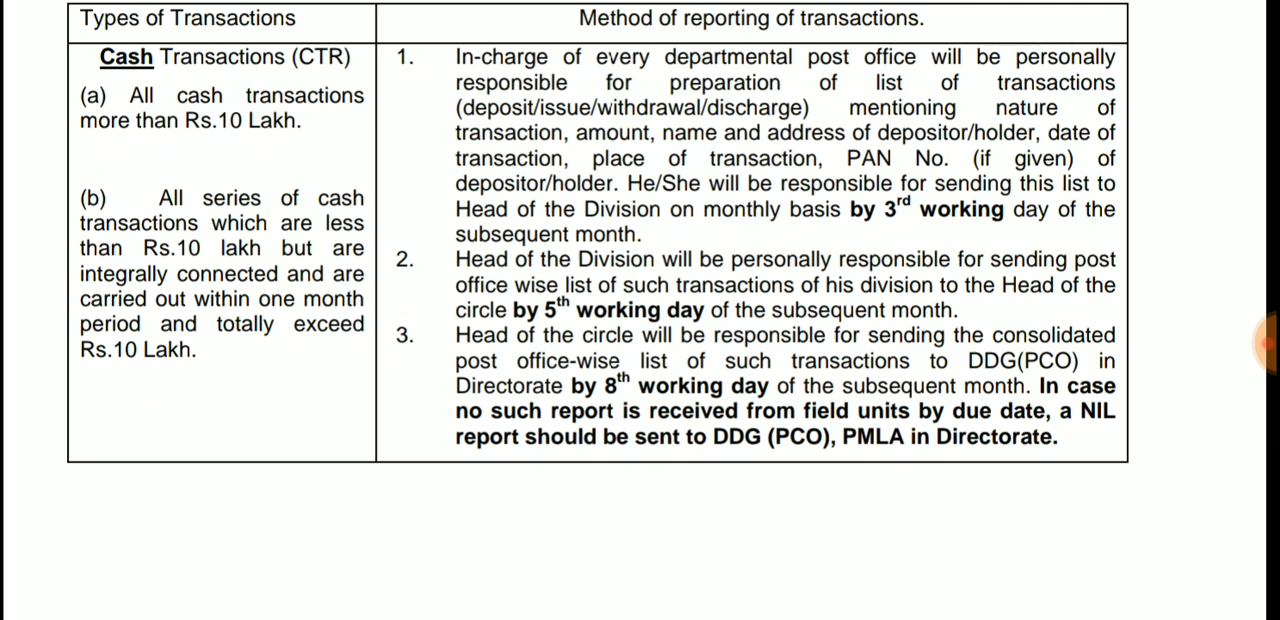 Types of Transactions
Method of reporting of transactions.
Cash Transactions (CTR)
(a) All cash transactions
more than Rs.10 Lakh.
(b) All series of cash
transactions which are less
than Rs.10 lakh but are
integrally connected and are
carried out within one month
period and totally exceed
Rs.10 Lakh.
1. In-charge of every departmental post office will be personally
responsible for preparation of list of transactions
(deposit/issue/withdrawal/discharge) mentioning nature of
transaction, amount, name and address of depositor/holder, date of
transaction, place of transaction, PAN No. (if given) of
depositor/holder. He/She will be responsible for sending this list to
Head of the Division on monthly basis by 3rd working day of the
subsequent month.
2. Head of the Division will be personally responsible for sending post
office wise list of such transactions of his division to the Head of the
circle by 5th working day of the subsequent month.
3. Head of the circle will be responsible for sending the consolidated
post office-wise list of such transactions to DDG(PCO) in
Directorate by 8th working day of the subsequent month. In case
no such report is received from field units by due date, a NIL
report should be sent to DDG (PCO), PMLA in Directorate.